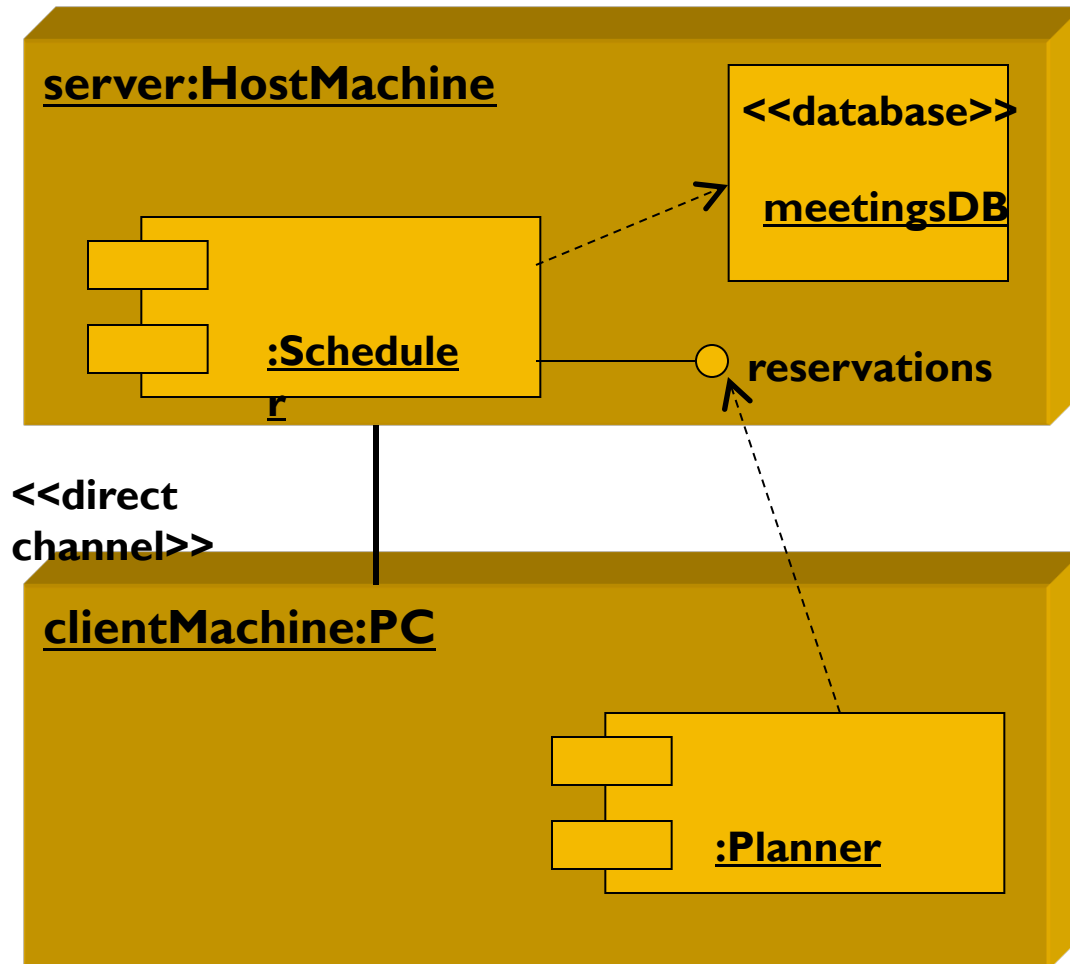 server:HostMachine
<<database>>
meetingsDB
:Schedule
r
reservations
<<direct
channel>>
clientMachine:PC
:Planner